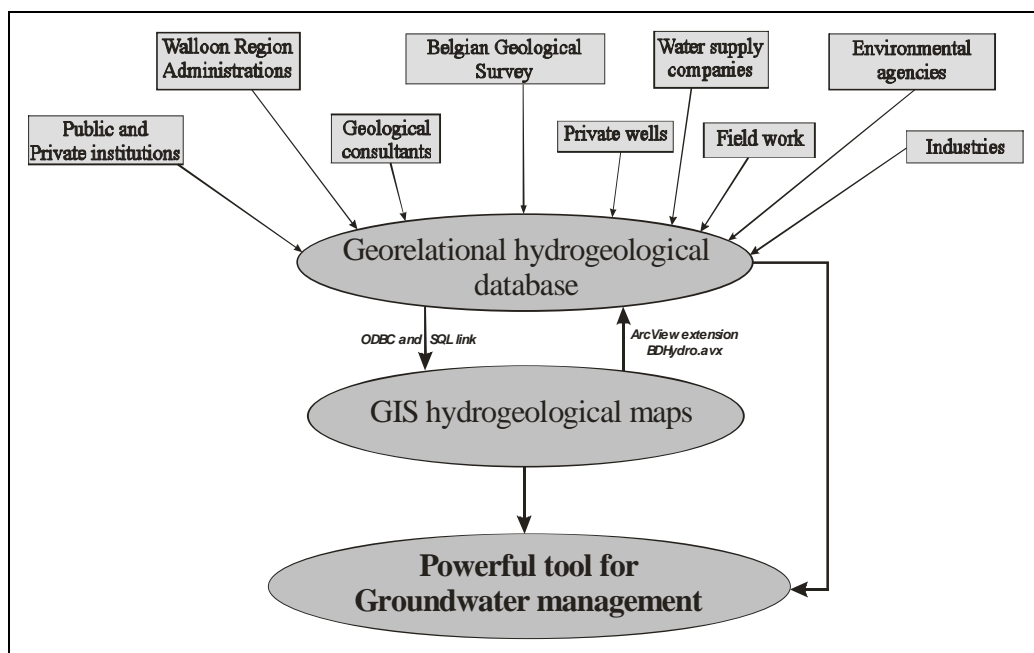 Walloon Region
Administrations
Belgian Geological
Survey
Water supply
companies
Environmental
agencies
Public and
Private institutions
Geological
consultants
Private wells
Field work
Industries
Georelational hydrogeological
database
ODBC and SQL link
ArcView extension
BDHydro.avx
GIS hydrogeological maps
Powerful tool for
Groundwater management